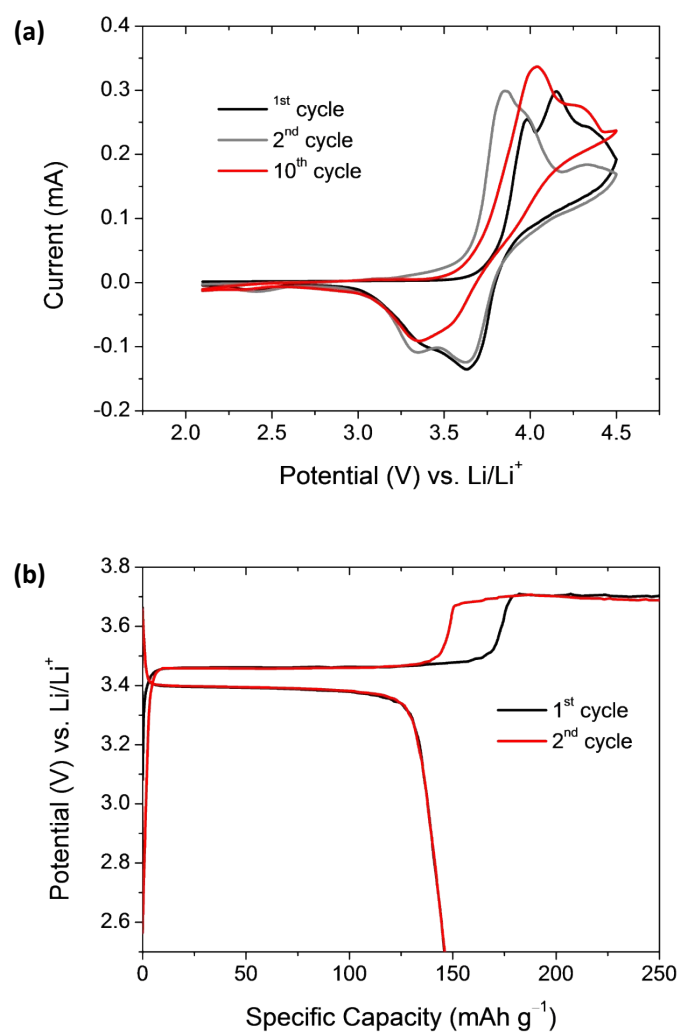 (a)
0.4
0.3
0.2
0.1
0.0
-0.1
-0.2
Current (mA)
1st cycle
2nd cycle
10th cycle
2.0 2.5 3.0 3.5 4.0 4.5
Potential (V) vs. Li/Li+
(b)
3.8
3.6
3.4
3.2
3.0
2.8
2.6
Potential (V) vs. Li/Li+
1st cycle
2nd cycle
0 50 100 150 200 250
Specific Capacity (mAh g−1)